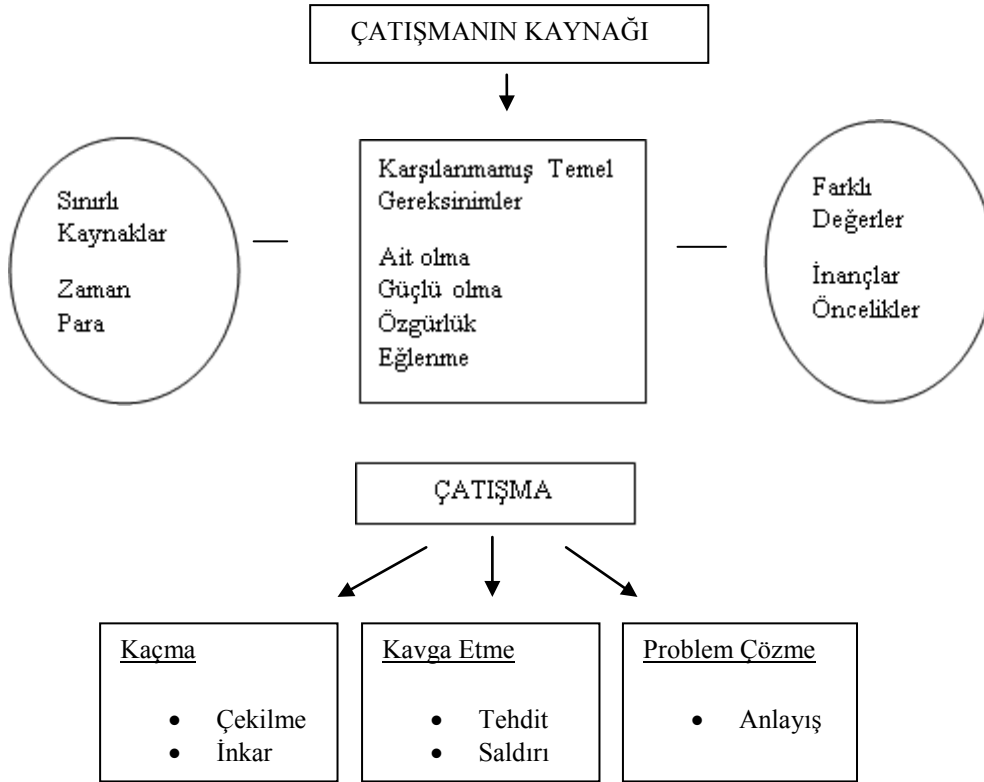 ÇATIŞMANIN KAYNAĞI
Sınırlı
Kaynaklar
Zaman
Para
Karşılanmamış Temel
Gereksinimler
Ait olma
Güçlü olma
Özgürlük
Eğlenme
Farklı
Değerler
İnançlar
Öncelikler
ÇATIŞMA
Kaçma
• Çekilme
• İnkar
Kavga Etme
• Tehdit
• Saldırı
Problem Çözme
• Anlayış